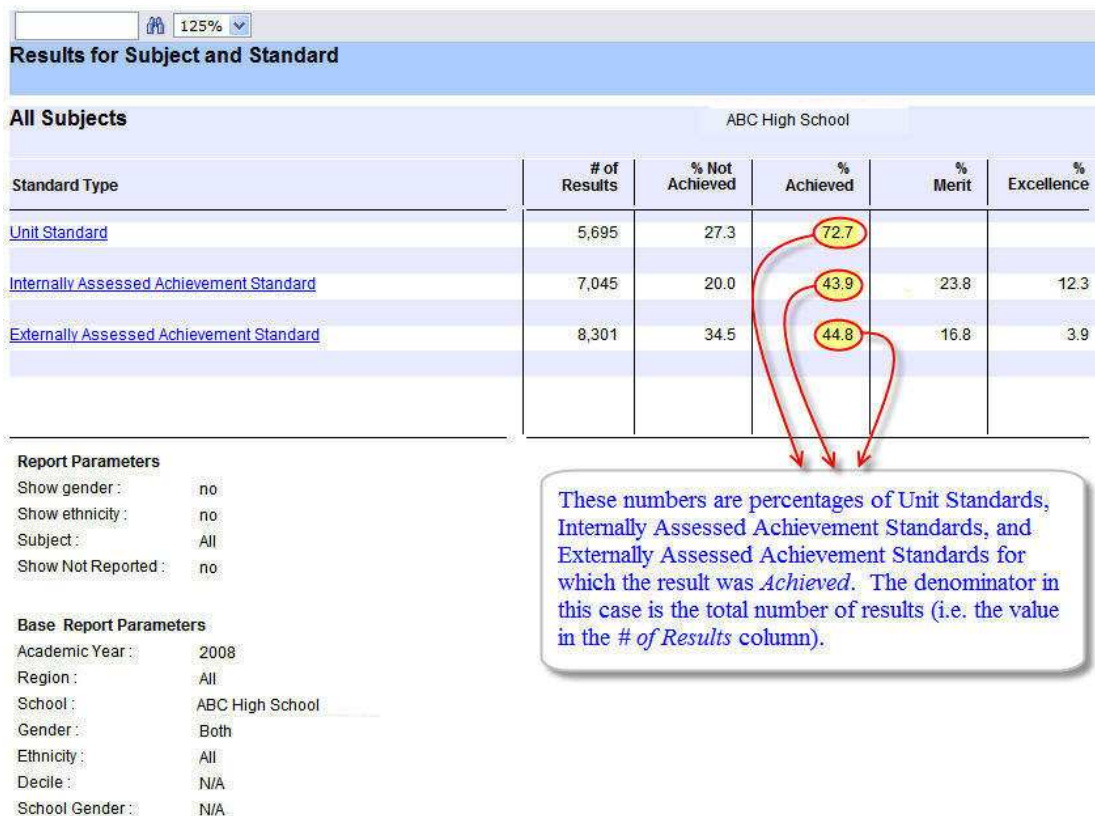 125%
Results for Subject and Standard
All Subjects
ABC High School
Standard Type
# of Results
% Not Achieved
% Achieved
% Merit
% Excellence
Unit Standard 5,695 27.3 72.7
Internally Assessed Achievement Standard 7,045 20.0 43.9 23.8 12.3
Externally Assessed Achievement Standard 8,301 34.5 44.8 16.8 3.9
Report Parameters
Show gender : no
Show ethnicity : no
Subject : All
Show Not Reported : no
These numbers are percentages of Unit Standards,
Internally Assessed Achievement Standards, and
Externally Assessed Achievement Standards for
which the result was Achieved. The denominator in
this case is the total number of results (i.e. the value
in the # of Results column).
Base Report Parameters
Academic Year : 2008
Region : All
School : ABC High School
Gender : Both
Ethnicity : All
Decile : N/A
School Gender : N/A